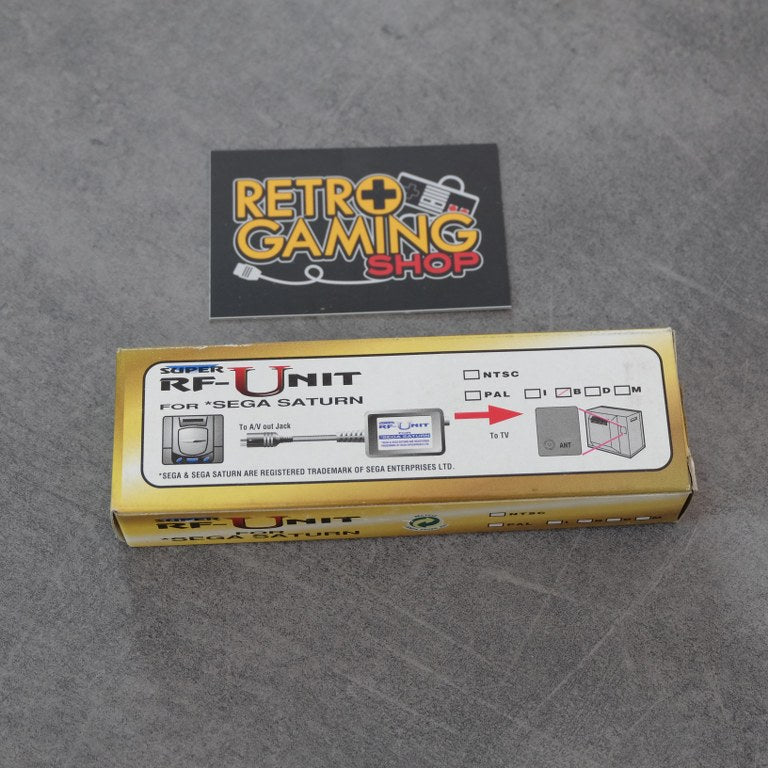 RETRO
GAMING
SHOP
SUPER
RF-UNIT
FOR *SEGA SATURN
NTSC
PAL I B D M
To A/V out Jack
RF-UNIT
*SEGA SATURN
To TV
ANT
*SEGA & SEGA SATURN ARE REGISTERED TRADEMARK OF SEGA ENTERPRISES LTD.
SUPER
RF-UNIT
FOR
*SEGA SATURN
NTSC
PAL I